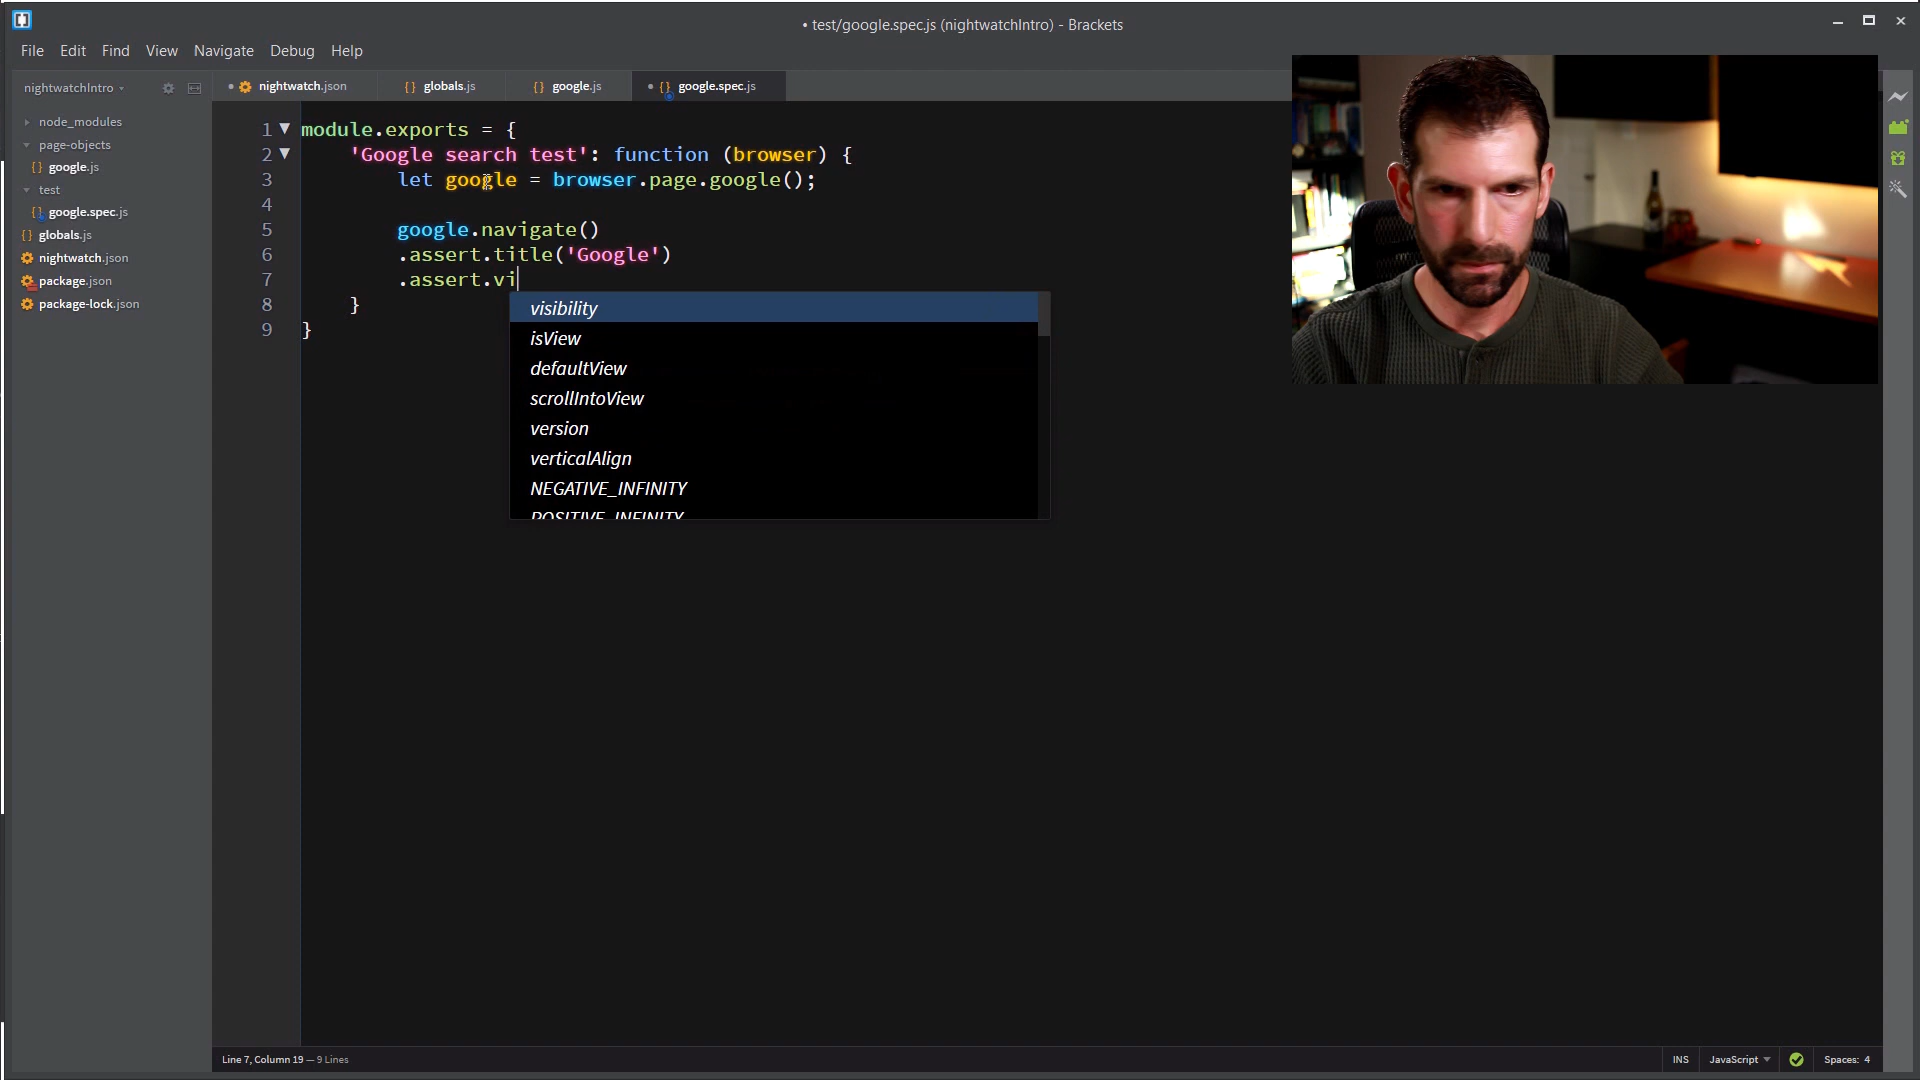 • test/google.spec.js (nightwatchIntro) - Brackets
File Edit Find View Navigate Debug Help
nightwatchIntro
node_modules
page-objects
google.js
test
google.spec.js
globals.js
nightwatch.json
package.json
package-lock.json
• nightwatch.json globals.js google.js • google.spec.js
1 module.exports = {
2 'Google search test': function (browser) {
3 let google = browser.page.google();
4
5 google.navigate()
6 .assert.title('Google')
7 .assert.vi
8 }
9 }
visibility
isView
defaultView
scrollIntoView
version
verticalAlign
NEGATIVE_INFINITY
POSITIVE_INFINITY
Line 7, Column 19 — 9 Lines
INS JavaScript Spaces: 4